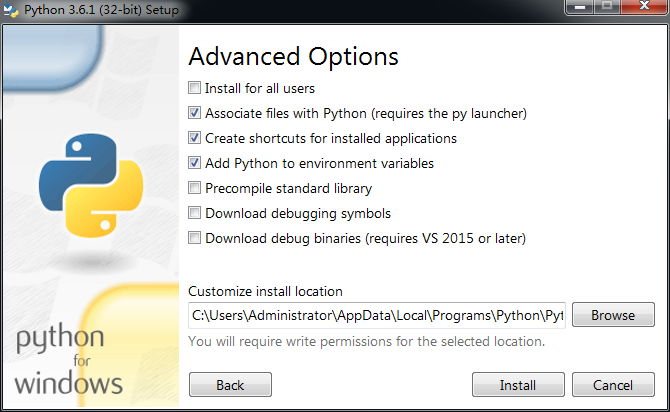 Python 3.6.1 (32-bit) Setup
Advanced Options
Install for all users
Associate files with Python (requires the py launcher)
Create shortcuts for installed applications
Add Python to environment variables
Precompile standard library
Download debugging symbols
Download debug binaries (requires VS 2015 or later)
Customize install location
C:\Users\Administrator\AppData\Local\Programs\Python\Pyt
Browse
You will require write permissions for the selected location.
python
for
windows
Back
Install
Cancel